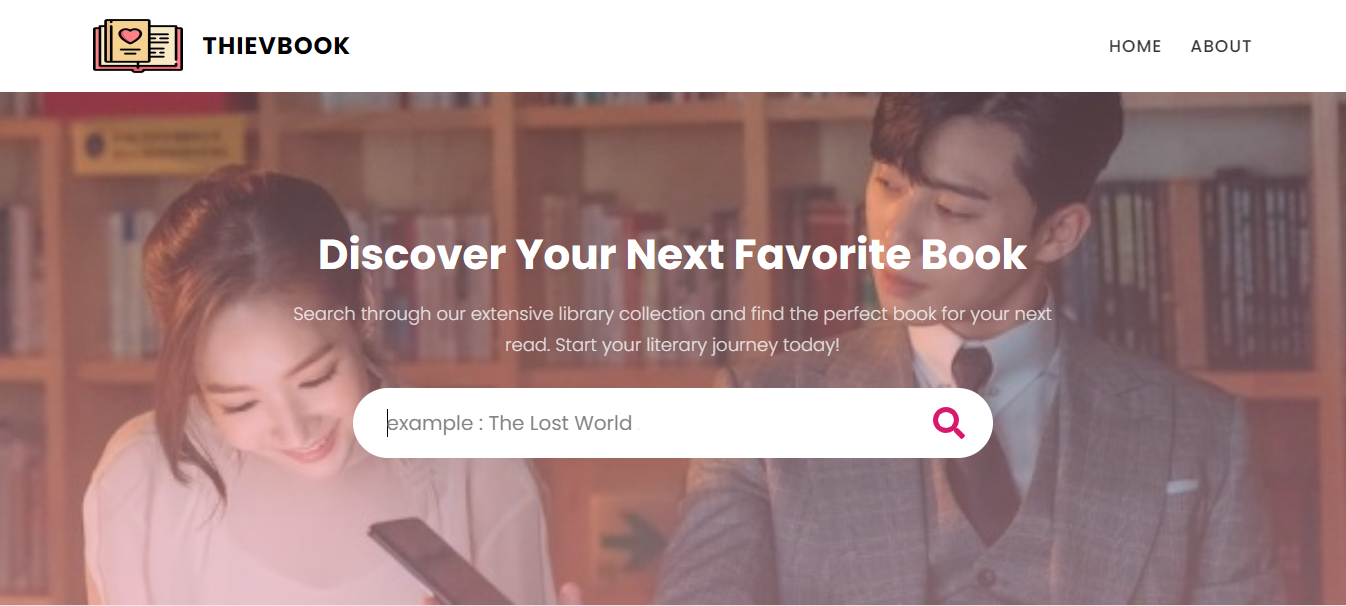 THIEVBOOK
HOME
ABOUT
Discover Your Next Favorite Book
Search through our extensive library collection and find the perfect book for your next
read. Start your literary journey today!
example : The Lost World